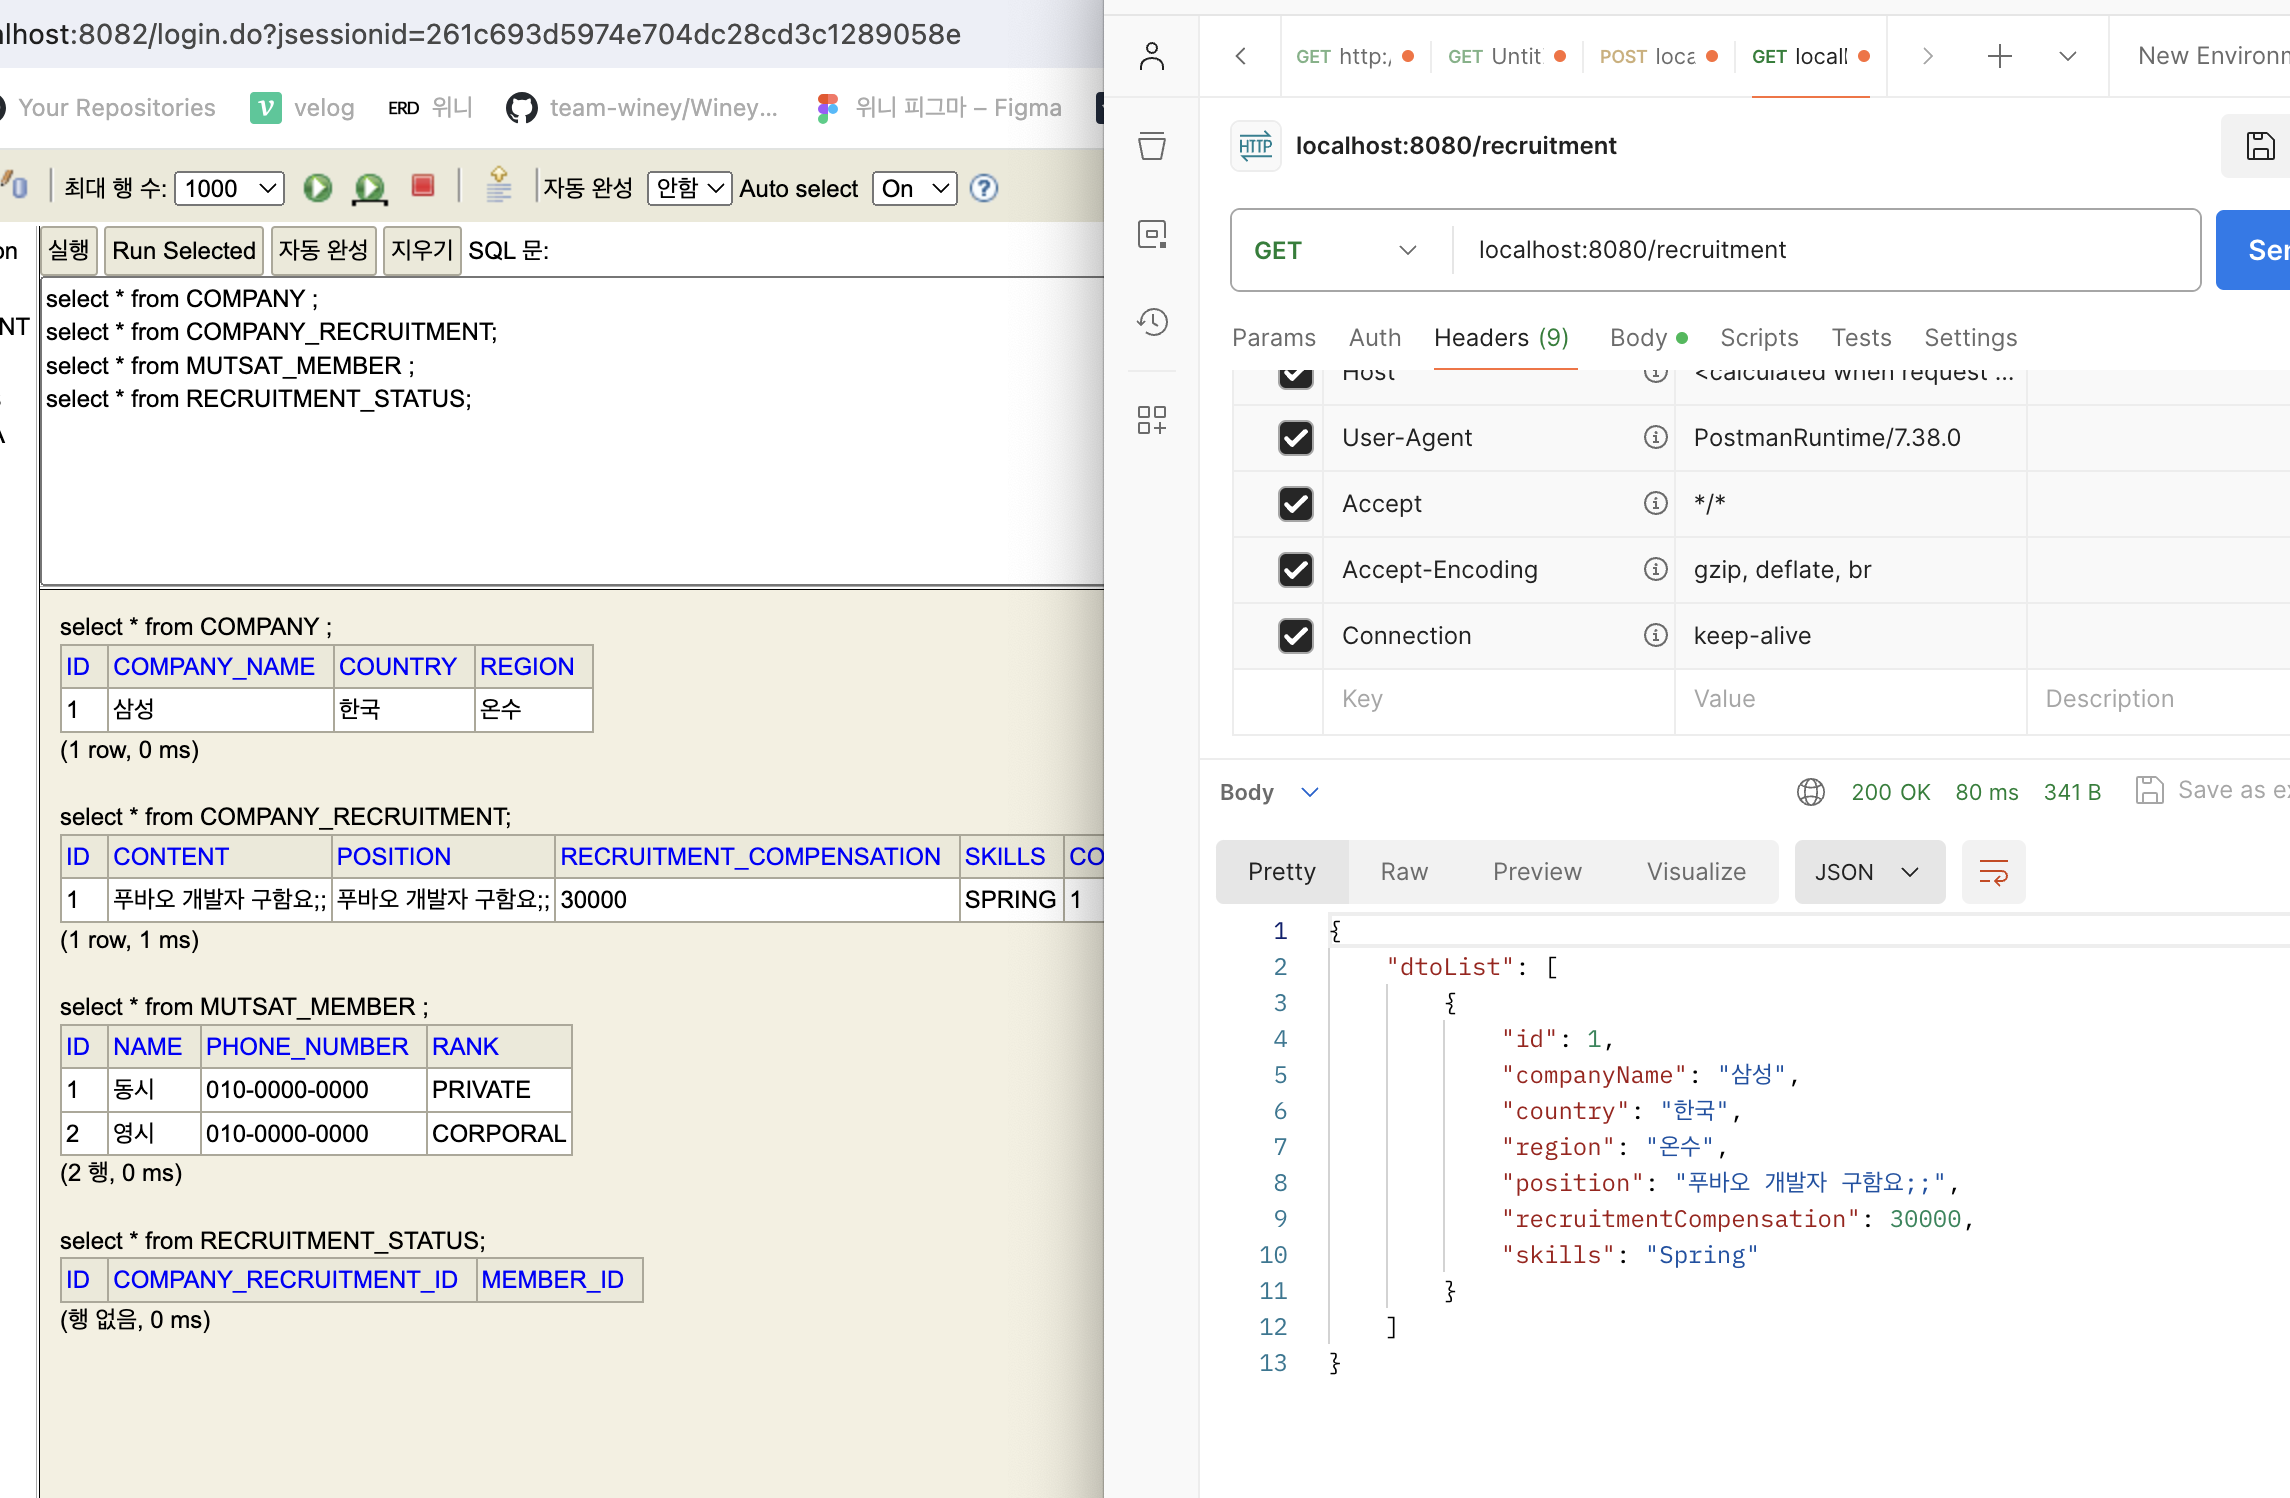 lhost:8082/login.do?jsessionid=261c693d5974e704dc28cd3c1289058e
Your Repositories velog ERD 위니 team-winey/Winey... 위니 피그마 – Figma
최대 행 수: 1000 자동 완성 안함 Auto select On
실행 Run Selected 자동 완성 지우기 SQL 문:
select * from COMPANY ;
select * from COMPANY_RECRUITMENT;
select * from MUTSAT_MEMBER ;
select * from RECRUITMENT_STATUS;
on
NT
select * from COMPANY ;
ID COMPANY_NAME COUNTRY REGION
1 삼성 한국 온수
(1 row, 0 ms)
select * from COMPANY_RECRUITMENT;
ID CONTENT POSITION RECRUITMENT_COMPENSATION SKILLS CO
1 푸바오 개발자 구함요;; 푸바오 개발자 구함요;; 30000 SPRING 1
(1 row, 1 ms)
select * from MUTSAT_MEMBER ;
ID NAME PHONE_NUMBER RANK
1 동시 010-0000-0000 PRIVATE
2 영시 010-0000-0000 CORPORAL
(2 행, 0 ms)
select * from RECRUITMENT_STATUS;
ID COMPANY_RECRUITMENT_ID MEMBER_ID
(행 없음, 0 ms)
GET http:/ GET Untit POST loca GET locall New Environm
HTTP localhost:8080/recruitment
GET localhost:8080/recruitment Sen
Params Auth Headers (9) Body Scripts Tests Settings
Host <calculated when request ...
User-Agent PostmanRuntime/7.38.0
Accept */*
Accept-Encoding gzip, deflate, br
Connection keep-alive
Key Value Description
Body 200 OK 80 ms 341 B Save as ex
Pretty Raw Preview Visualize JSON
1 {
2 "dtoList": [
3 {
4 "id": 1,
5 "companyName": "삼성",
6 "country": "한국",
7 "region": "온수",
8 "position": "푸바오 개발자 구함요;;",
9 "recruitmentCompensation": 30000,
10 "skills": "Spring"
11 }
12 ]
13 }